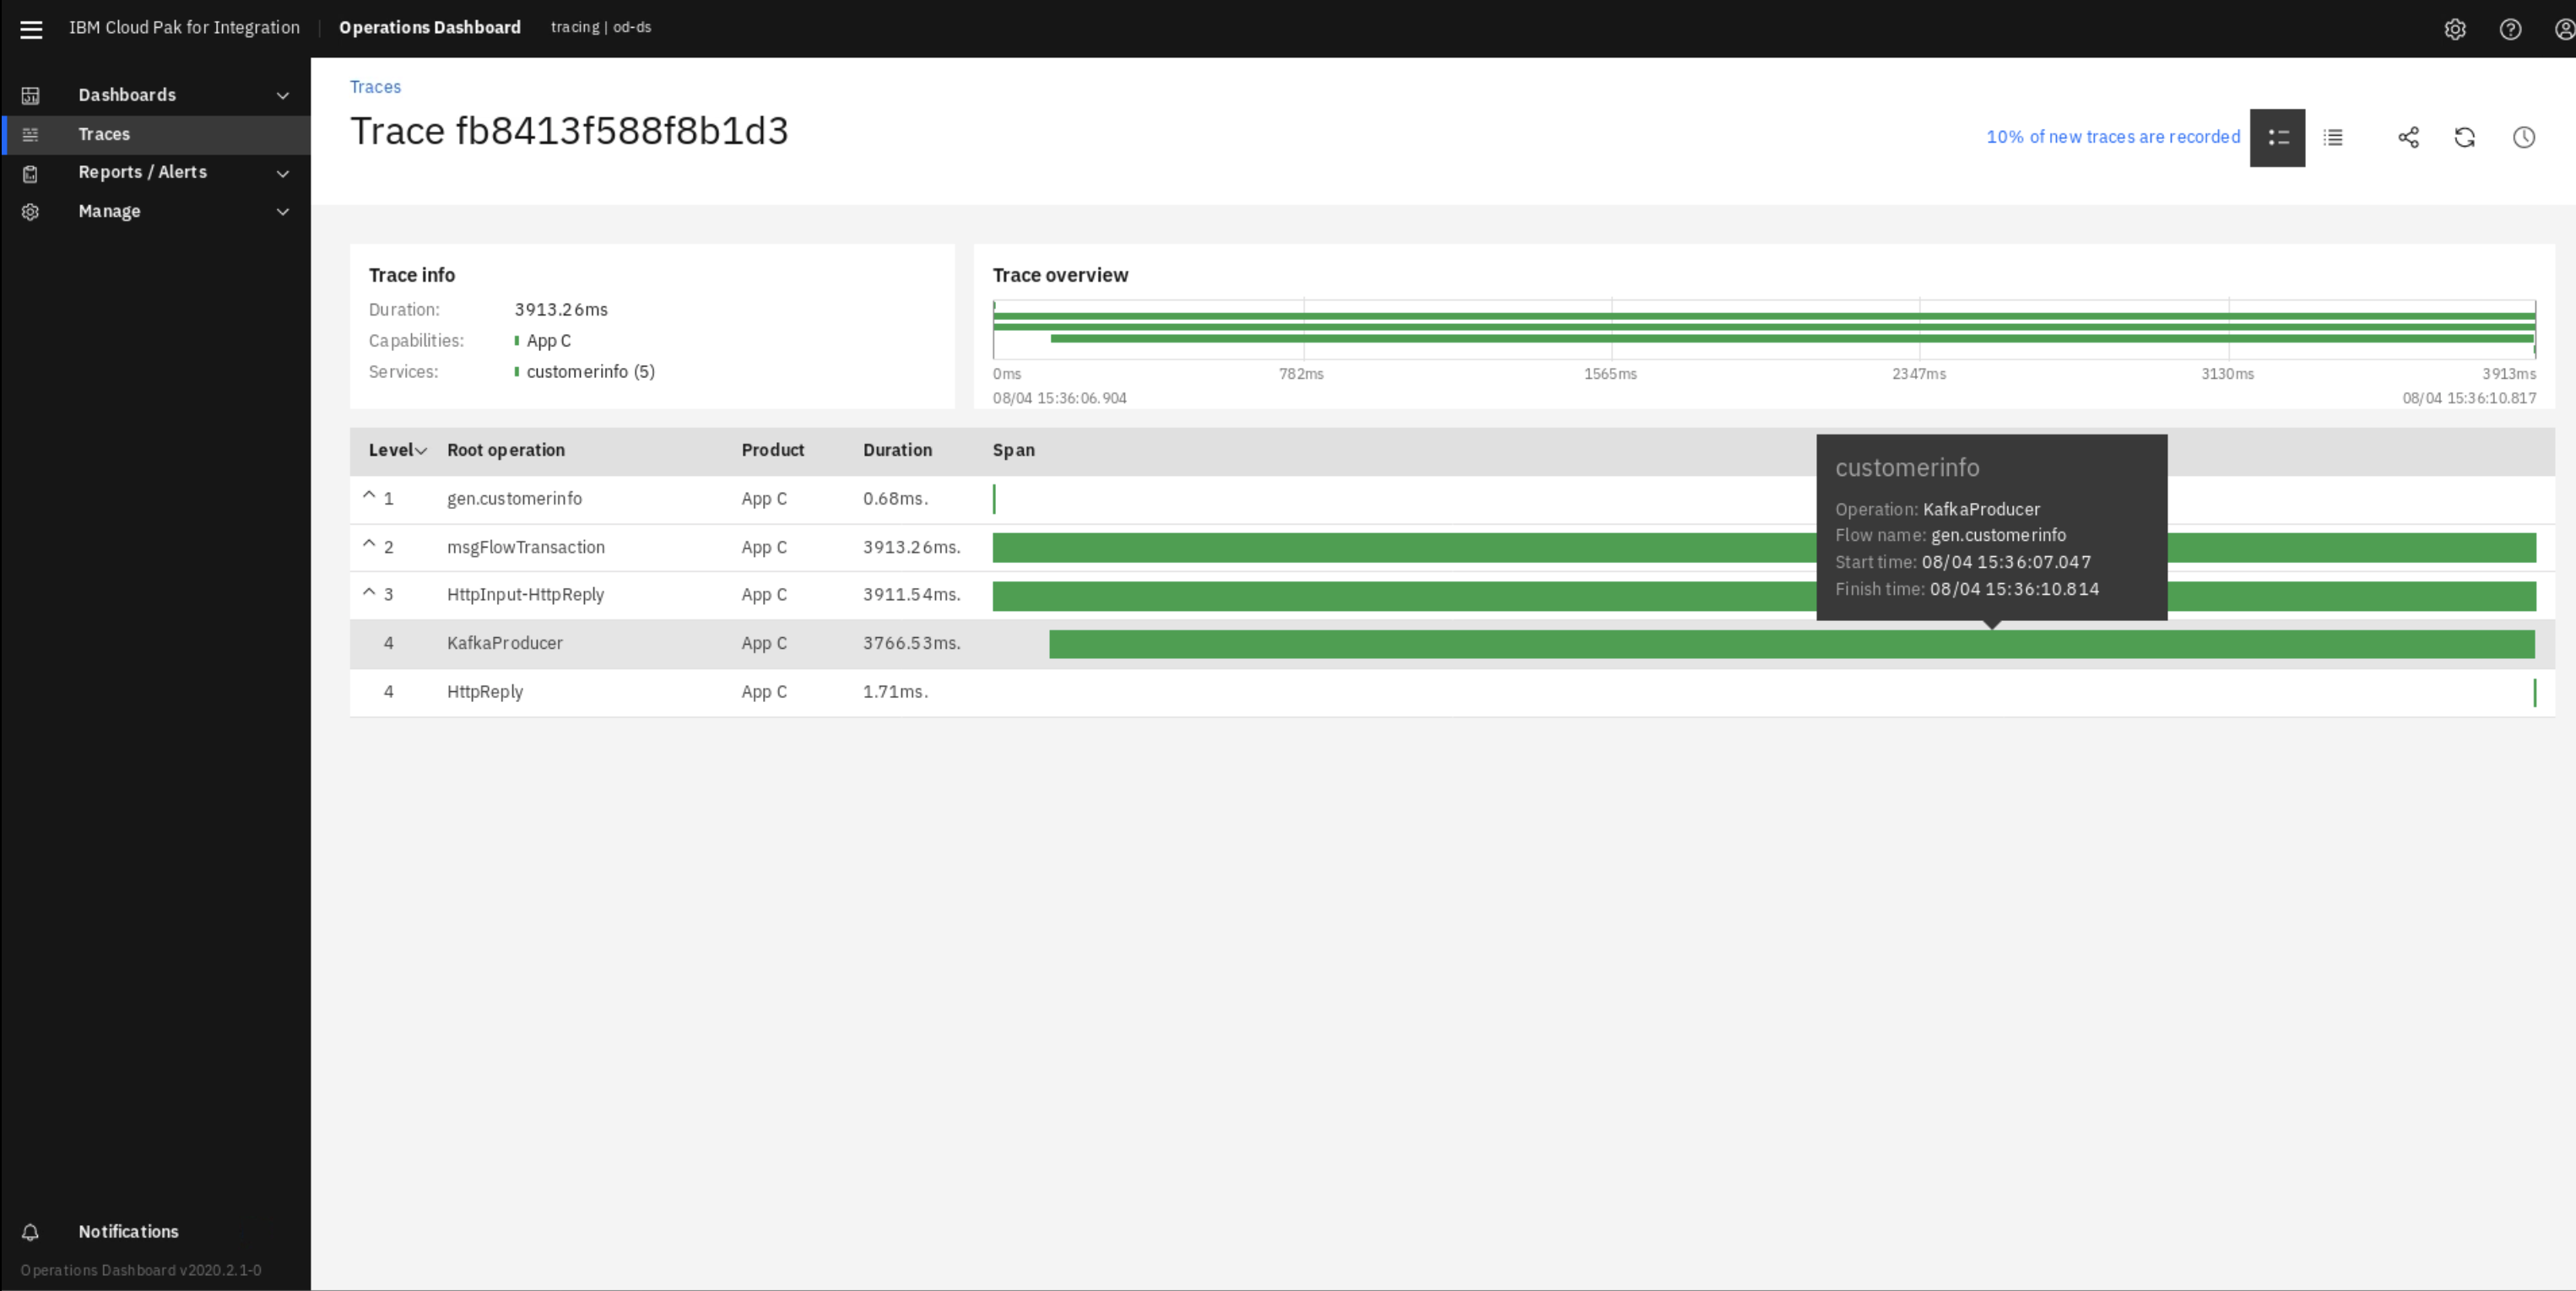 IBM Cloud Pak for Integration | Operations Dashboard tracing | od-ds
Dashboards
Traces
Reports / Alerts
Manage
Traces
Trace fb8413f588f8b1d3
10% of new traces are recorded
Trace info
Duration: 3913.26ms
Capabilities: App C
Services: customerinfo (5)
Trace overview
0ms 782ms 1565ms 2347ms 3130ms 3913ms
08/04 15:36:06.904 08/04 15:36:10.817
Level Root operation Product Duration Span
1 gen.customerinfo App C 0.68ms.
2 msgFlowTransaction App C 3913.26ms.
3 HttpInput-HttpReply App C 3911.54ms.
4 KafkaProducer App C 3766.53ms.
4 HttpReply App C 1.71ms.
customerinfo
Operation: KafkaProducer
Flow name: gen.customerinfo
Start time: 08/04 15:36:07.047
Finish time: 08/04 15:36:10.814
Notifications
Operations Dashboard v2020.2.1-0